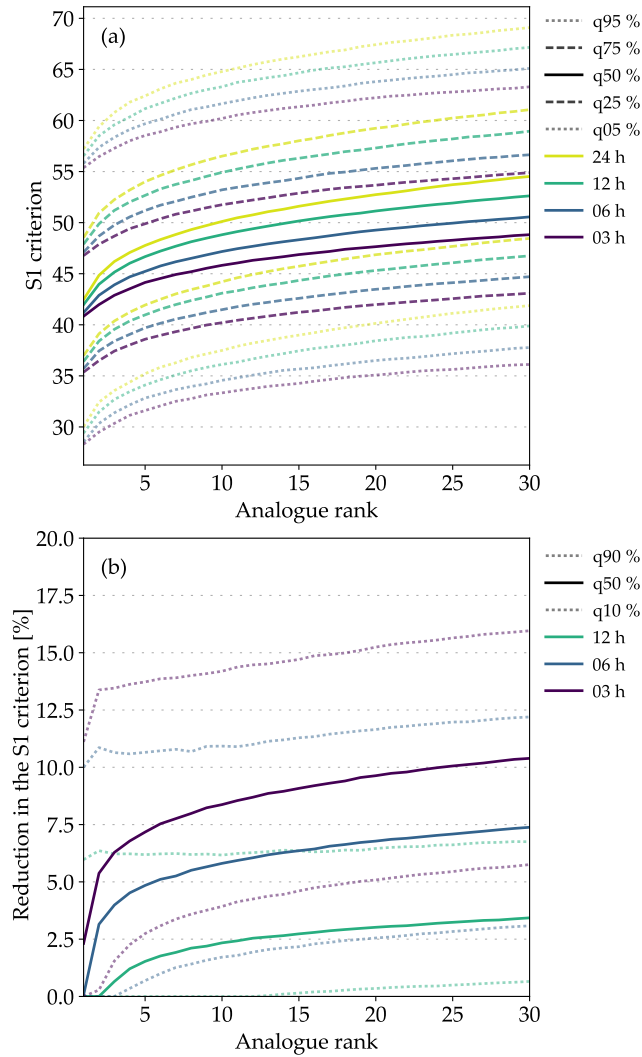 (a)
S1 criterion
70
65
60
55
50
45
40
35
30
5
10
15
20
25
30
Analogue rank
q95 %
q75 %
q50 %
q25 %
q05 %
24 h
12 h
06 h
03 h
(b)
Reduction in the S1 criterion [%]
20.0
17.5
15.0
12.5
10.0
7.5
5.0
2.5
0.0
5
10
15
20
25
30
Analogue rank
q90 %
q50 %
q10 %
12 h
06 h
03 h